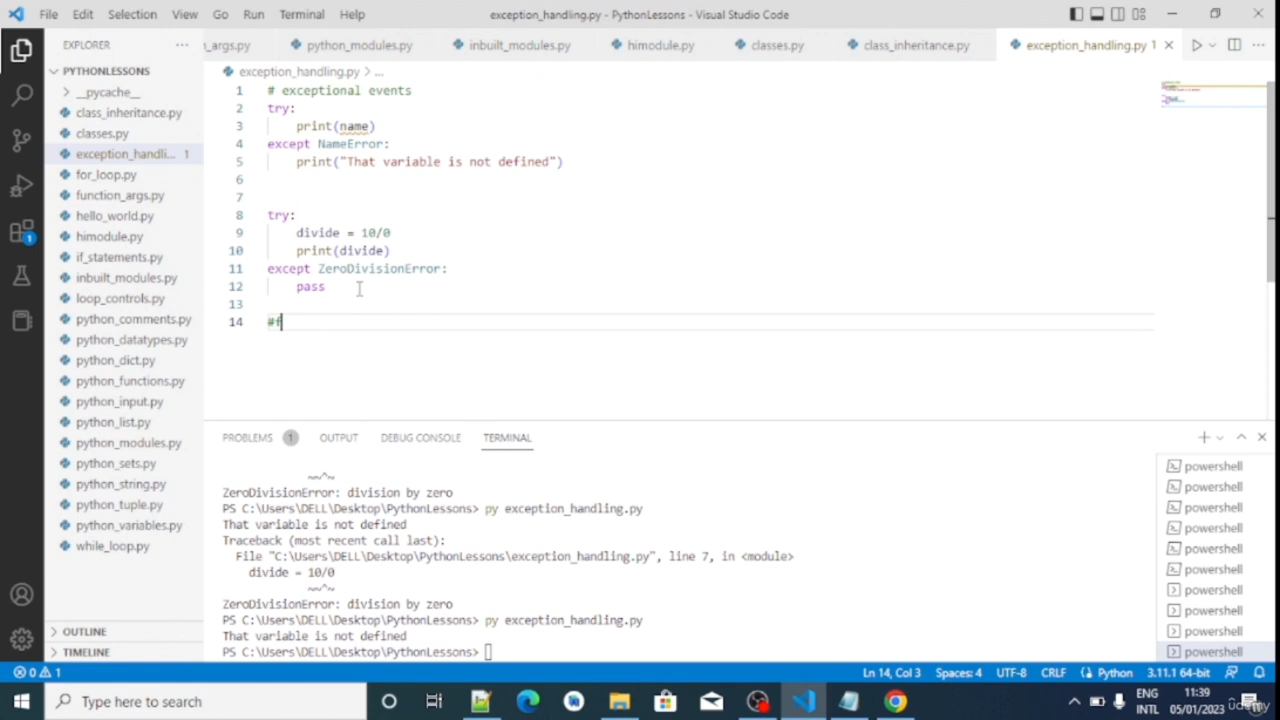 File Edit Selection View Go Run Terminal Help
exception_handling.py - PythonLessons - Visual Studio Code
EXPLORER
_args.py python_modules.py inbuilt_modules.py himodule.py classes.py class_inheritance.py exception_handling.py 1
PYTHONLESSONS
__pycache__
class_inheritance.py
classes.py
exception_handli... 1
for_loop.py
function_args.py
hello_world.py
himodule.py
if_statements.py
inbuilt_modules.py
loop_controls.py
python_comments.py
python_datatypes.py
python_dict.py
python_functions.py
python_input.py
python_list.py
python_modules.py
python_sets.py
python_string.py
python_tuple.py
python_variables.py
while_loop.py
OUTLINE
TIMELINE
1
exception_handling.py > ...
1 # exceptional events
2 try:
3 print(name)
4 except NameError:
5 print("That variable is not defined")
6
7
8 try:
9 divide = 10/0
10 print(divide)
11 except ZeroDivisionError:
12 pass
13
14 #f
PROBLEMS 1 OUTPUT DEBUG CONSOLE TERMINAL
~~^~
ZeroDivisionError: division by zero
PS C:\Users\DELL\Desktop\PythonLessons> py exception_handling.py
That variable is not defined
Traceback (most recent call last):
File "C:\Users\DELL\Desktop\PythonLessons\exception_handling.py", line 7, in <module>
divide = 10/0
~~^~
ZeroDivisionError: division by zero
PS C:\Users\DELL\Desktop\PythonLessons> py exception_handling.py
That variable is not defined
PS C:\Users\DELL\Desktop\PythonLessons>
powershell
powershell
powershell
powershell
powershell
powershell
powershell
powershell
powershell
powershell
0 1 Ln 14, Col 3 Spaces: 4 UTF-8 CRLF Python 3.11.1 64-bit
Type here to search
ENG
INTL
11:39
05/01/2023
udemy